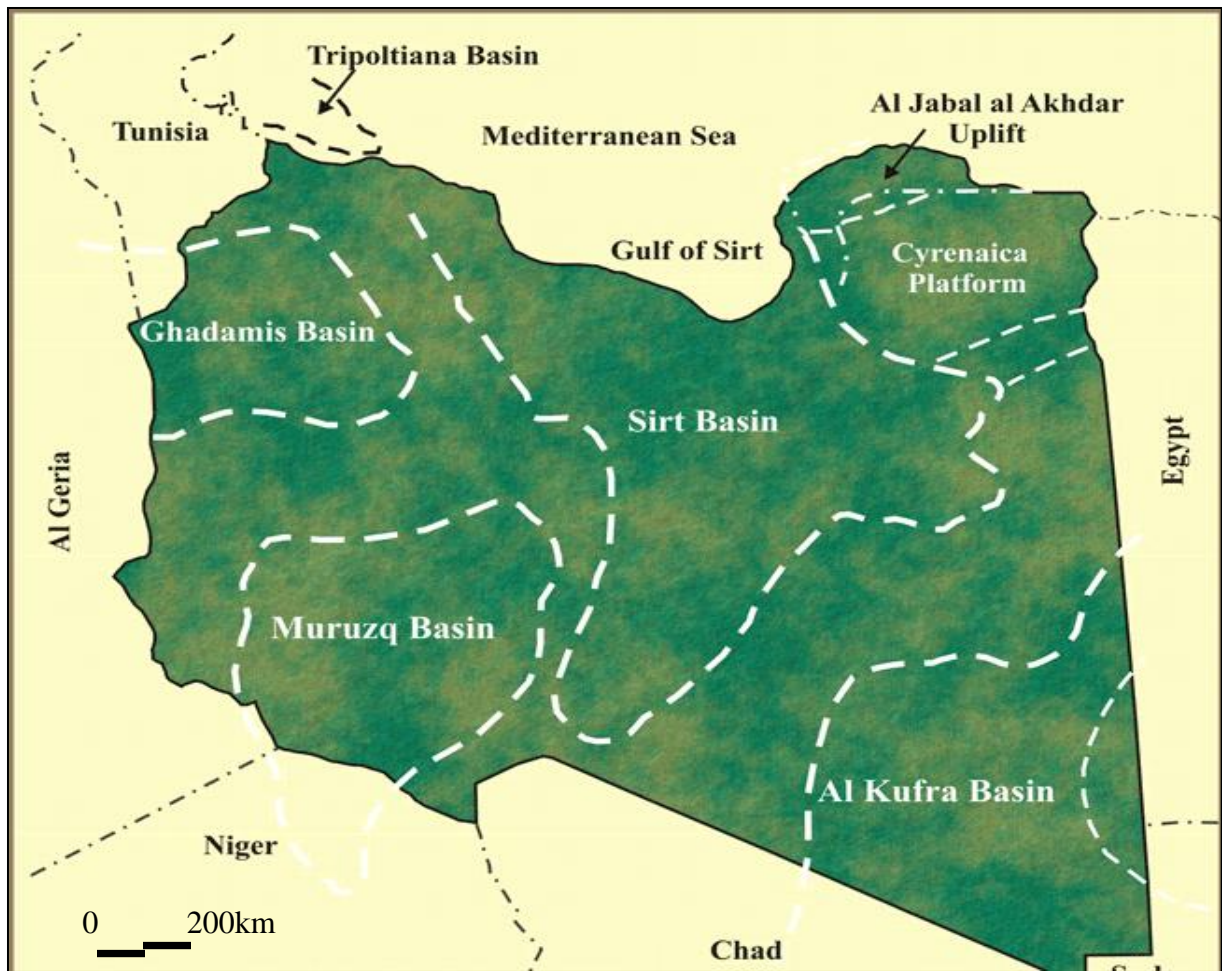 Tripoltiana Basin
Al Jabal al Akhdar
Uplift
Tunisia
Mediterranean Sea
Gulf of Sirt
Cyrenaica
Platform
Ghadamis Basin
Sirt Basin
Egypt
Al Geria
Muruzq Basin
Al Kufra Basin
Niger
0 200km
Chad